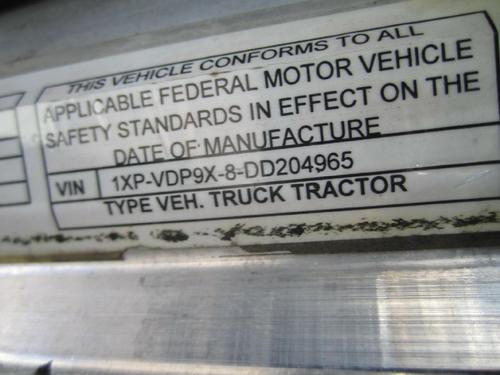 THIS VEHICLE CONFORMS TO ALL
APPLICABLE FEDERAL MOTOR VEHICLE
SAFETY STANDARDS IN EFFECT ON THE
DATE OF MANUFACTURE
VIN 1XP-VDP9X-8-DD204965
TYPE VEH. TRUCK TRACTOR